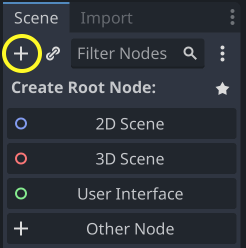 Scene Import
Filter Nodes
Create Root Node:
2D Scene
3D Scene
User Interface
Other Node